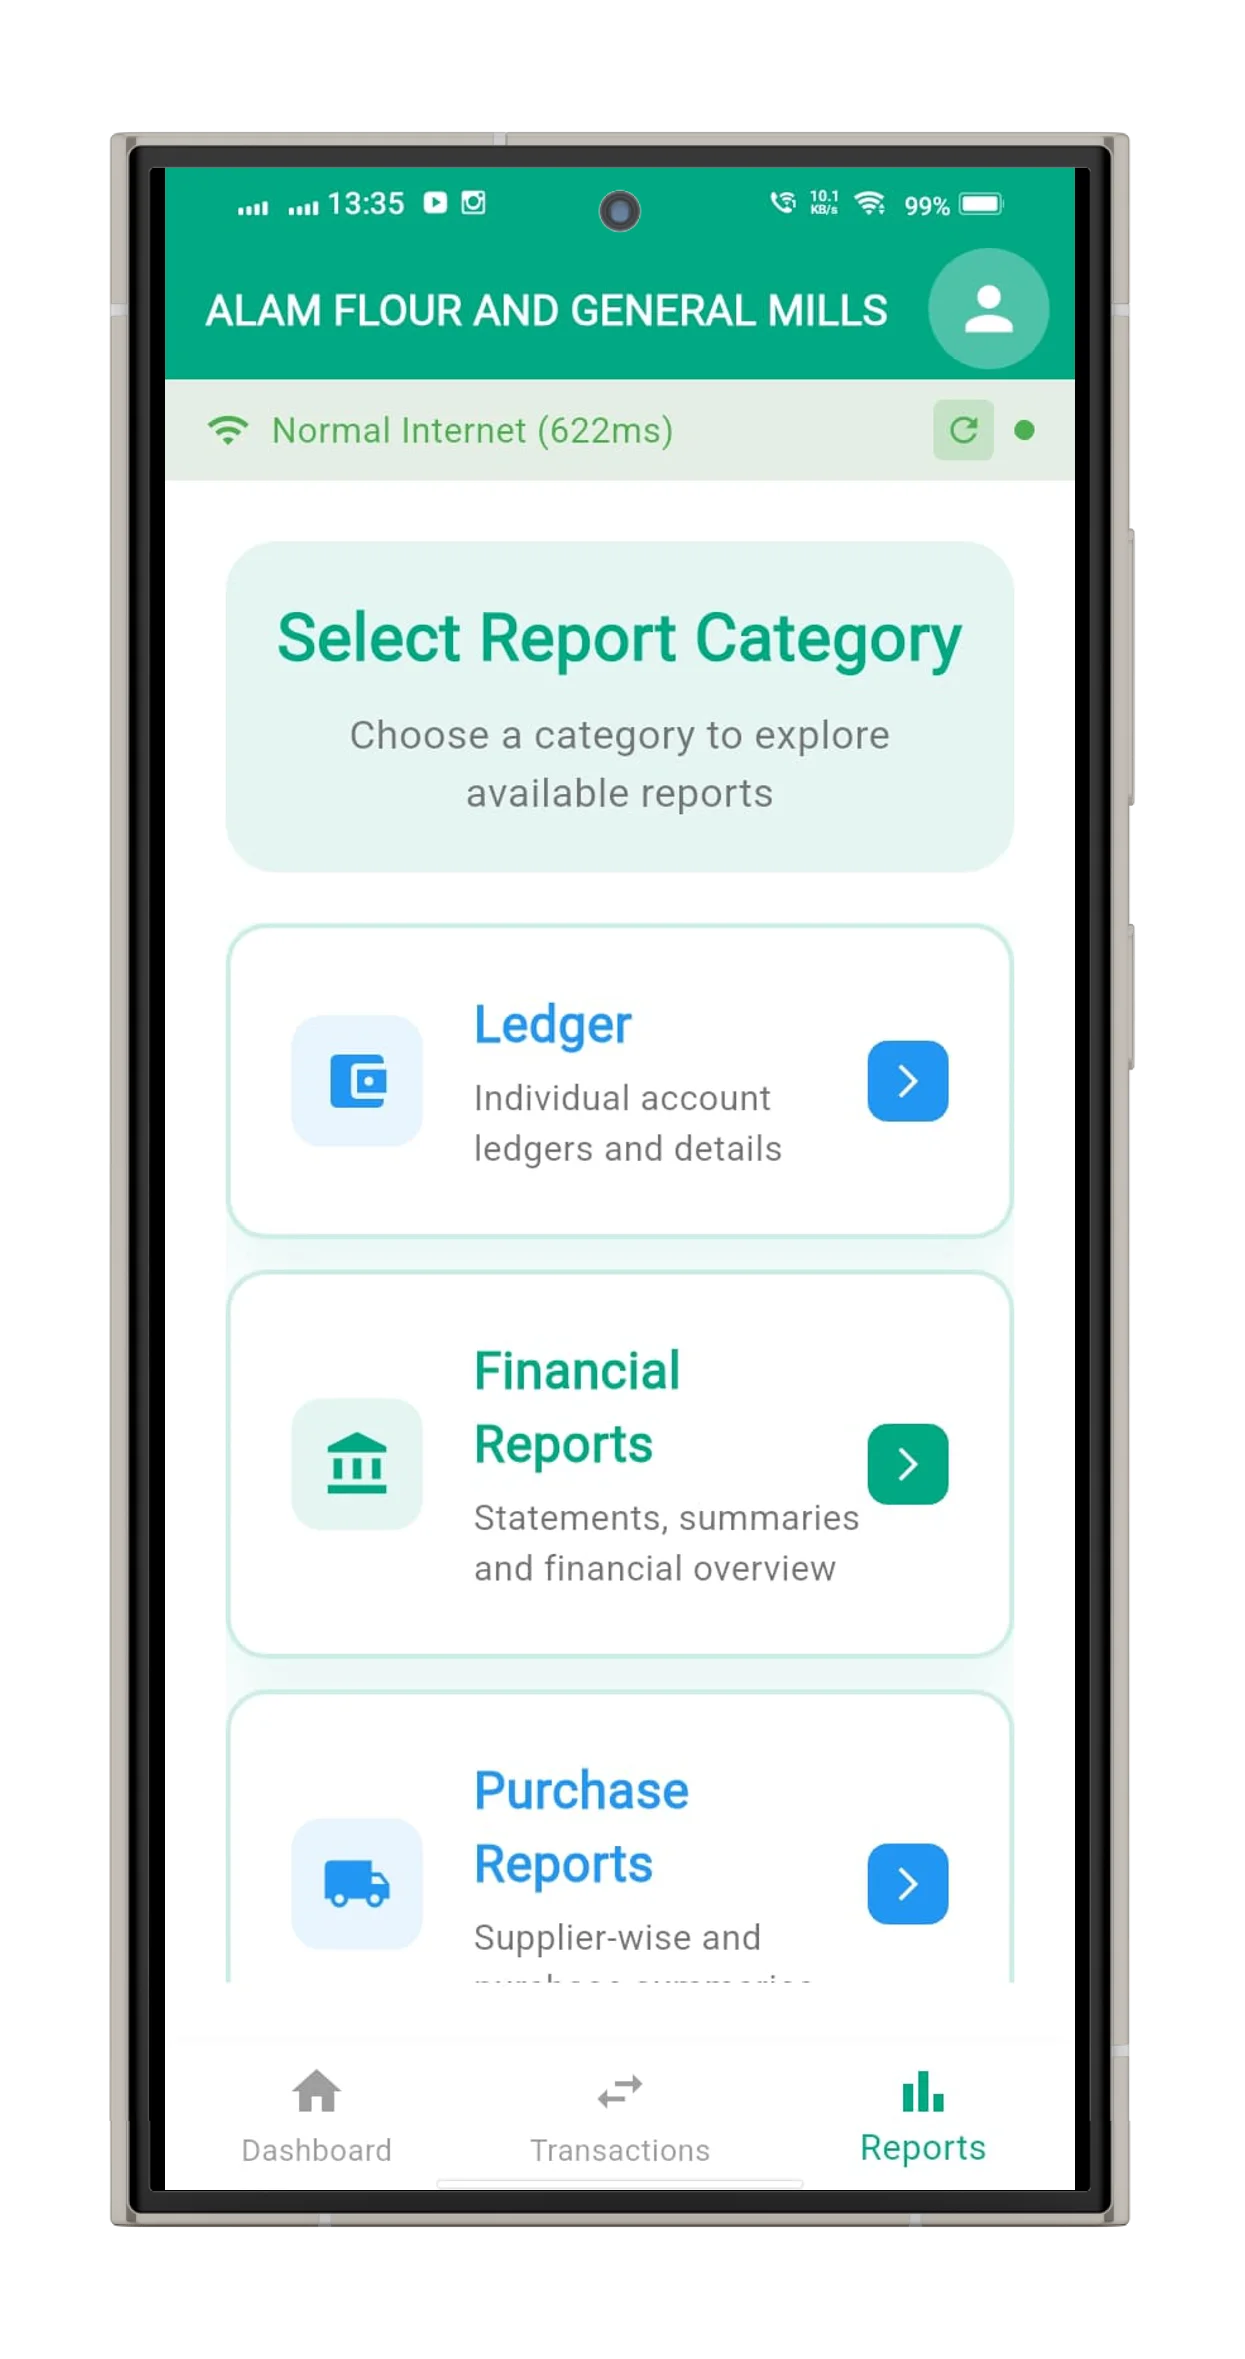 13:35
10.1
KB/s
99%
ALAM FLOUR AND GENERAL MILLS
Normal Internet (622ms)
Select Report Category
Choose a category to explore
available reports
Ledger
Individual account
ledgers and details
Financial
Reports
Statements, summaries
and financial overview
Purchase
Reports
Supplier-wise and
Dashboard
Transactions
Reports